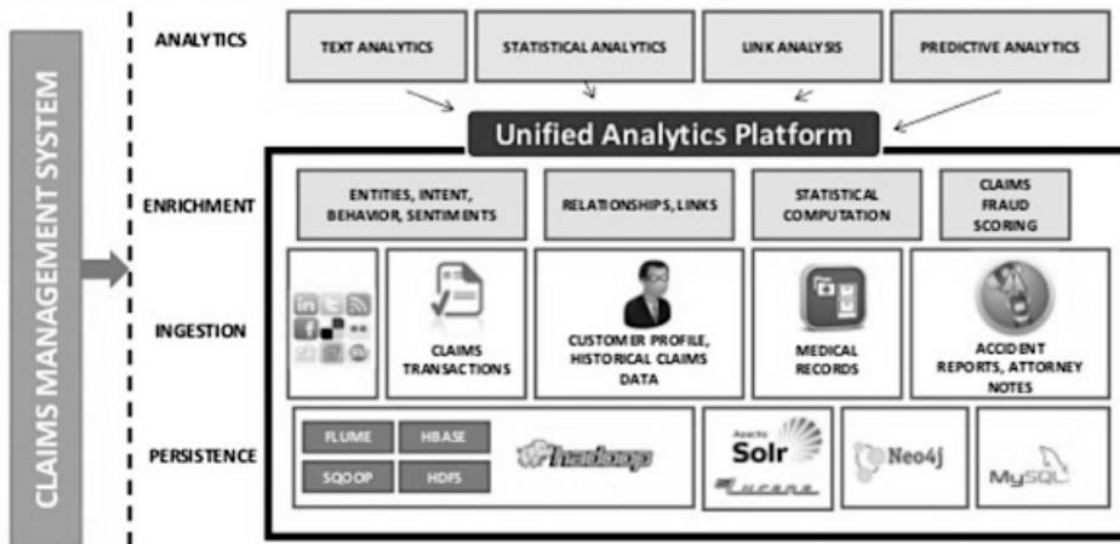 CLAIMS MANAGEMENT SYSTEM
ANALYTICS
TEXT ANALYTICS
STATISTICAL ANALYTICS
LINK ANALYSIS
PREDICTIVE ANALYTICS
Unified Analytics Platform
ENRICHMENT
ENTITIES, INTENT,
BEHAVIOR, SENTIMENTS
RELATIONSHIPS, LINKS
STATISTICAL
COMPUTATION
CLAIMS
FRAUD
SCORING
INGESTION
in
CLAIMS
TRANSACTIONS
CUSTOMER PROFILE,
HISTORICAL CLAIMS
DATA
MEDICAL
RECORDS
ACCIDENT
REPORTS, ATTORNEY
NOTES
PERSISTENCE
FLUME
HBASE
SQOOP
HDFS
hadoop
Apache
Solr
Lucene
Neo4j
MySQL